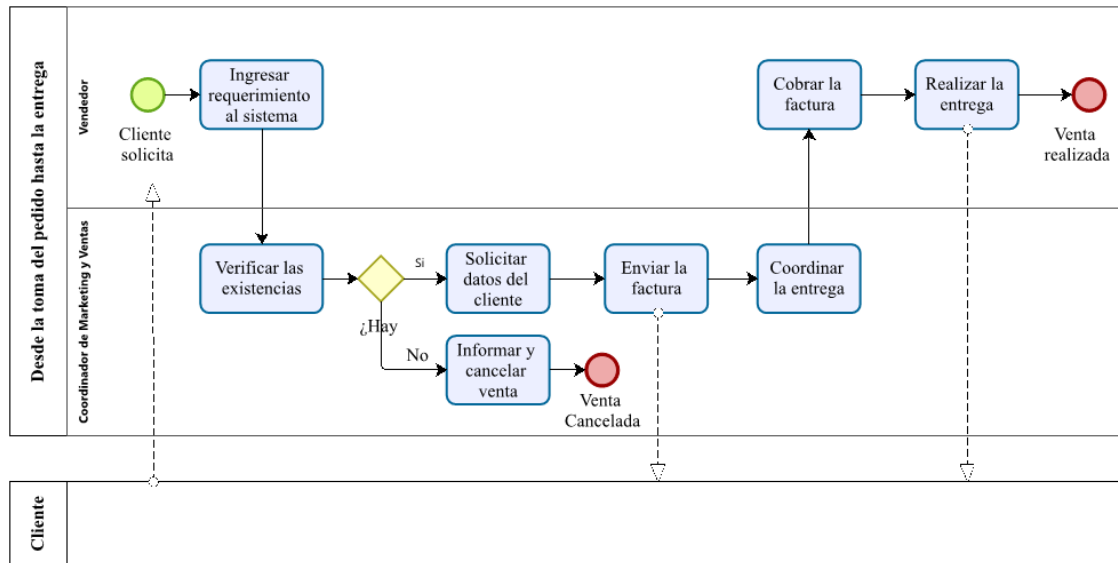 Desde la toma del pedido hasta la entrega
Vendedor
Cliente
solicita
Ingresar
requerimiento
al sistema
Cobrar la
factura
Realizar la
entrega
Venta
realizada
Coordinador de Marketing y Ventas
Verificar las
existencias
¿Hay
Si
No
Solicitar
datos del
cliente
Enviar la
factura
Coordinar
la entrega
Informar y
cancelar
venta
Venta
Cancelada
Cliente